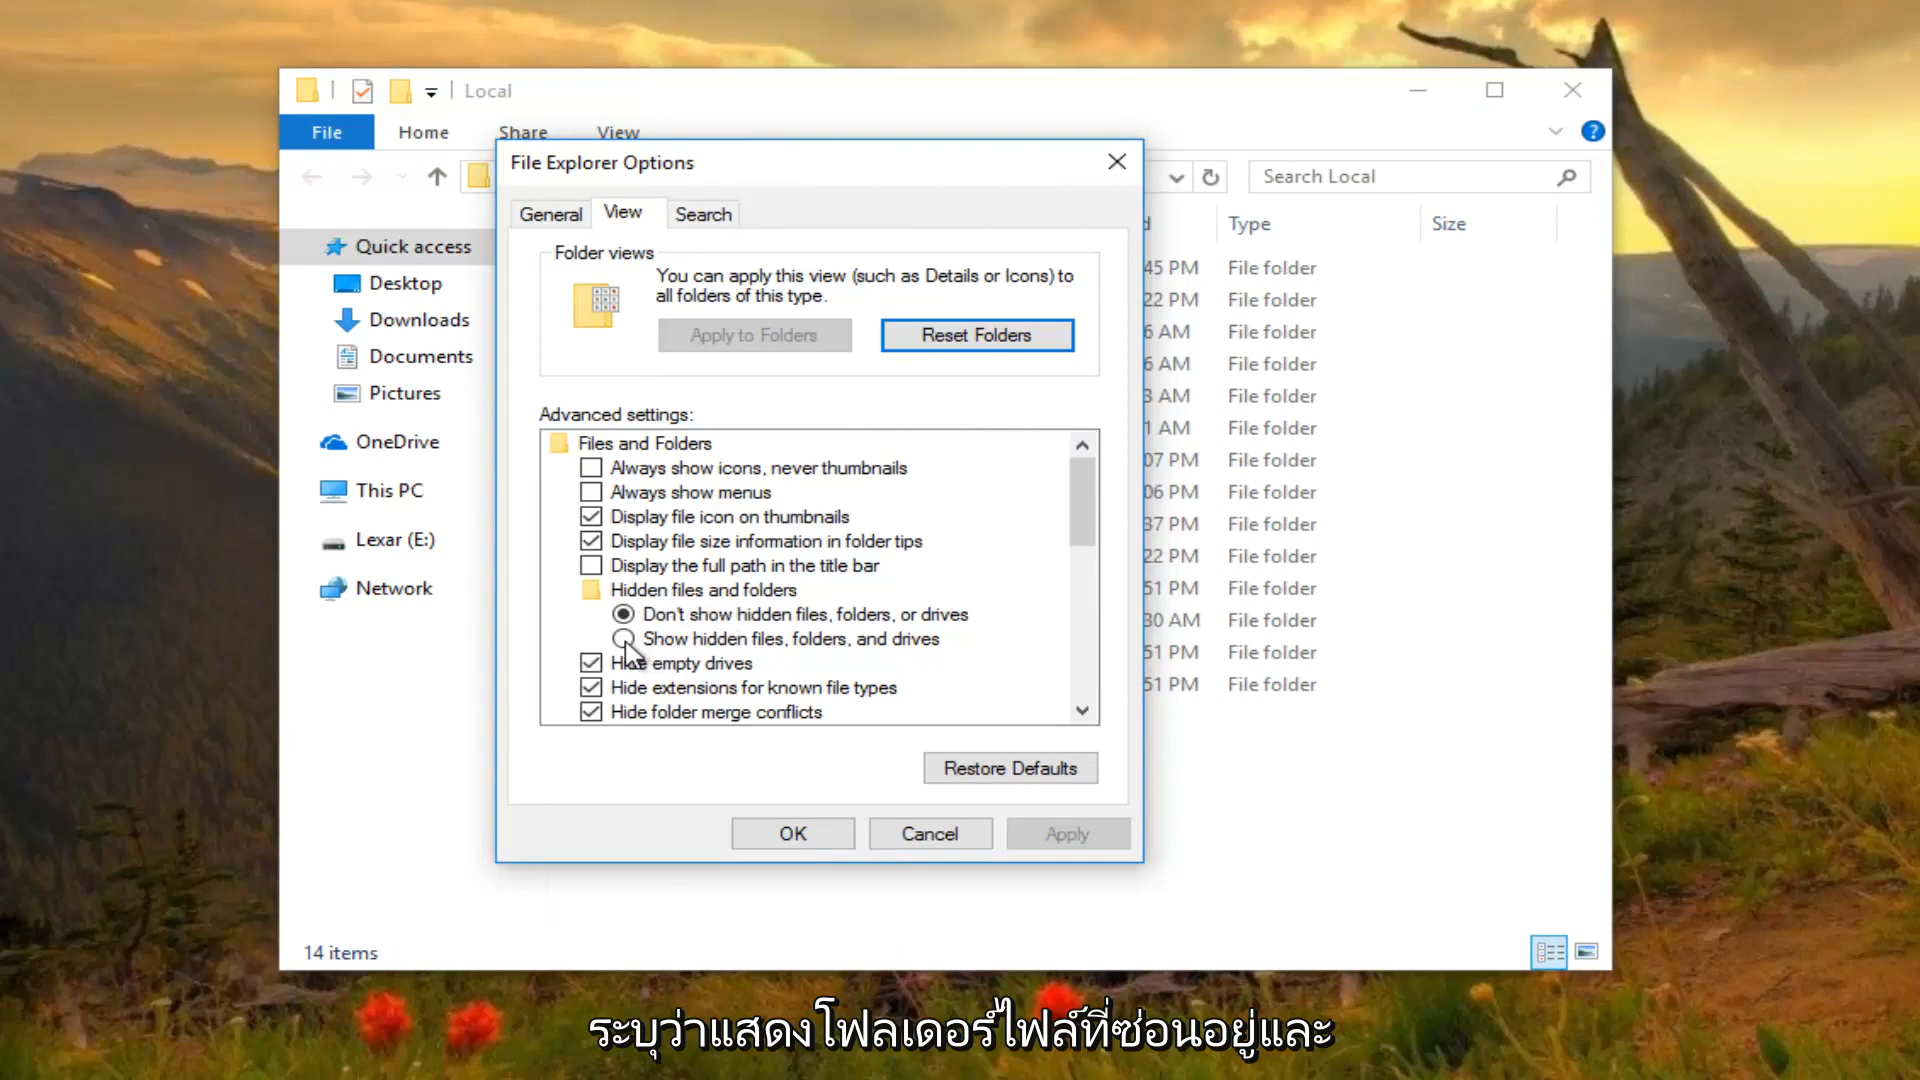 Local
File Home Share View
Search Local
File Explorer Options
General View Search
Folder views
You can apply this view (such as Details or Icons) to
all folders of this type.
Apply to Folders Reset Folders
Advanced settings:
Files and Folders
Always show icons, never thumbnails
Always show menus
Display file icon on thumbnails
Display file size information in folder tips
Display the full path in the title bar
Hidden files and folders
Don't show hidden files, folders, or drives
Show hidden files, folders, and drives
Hide empty drives
Hide extensions for known file types
Hide folder merge conflicts
Restore Defaults
OK Cancel Apply
Quick access
Desktop
Downloads
Documents
Pictures
OneDrive
This PC
Lexar (E:)
Network
d Type Size
45 PM File folder
22 PM File folder
6 AM File folder
6 AM File folder
3 AM File folder
1 AM File folder
07 PM File folder
06 PM File folder
37 PM File folder
22 PM File folder
51 PM File folder
30 AM File folder
51 PM File folder
51 PM File folder
14 items
ระบุว่าแสดงโฟลเดอร์ไฟล์ที่ซ่อนอยู่และ